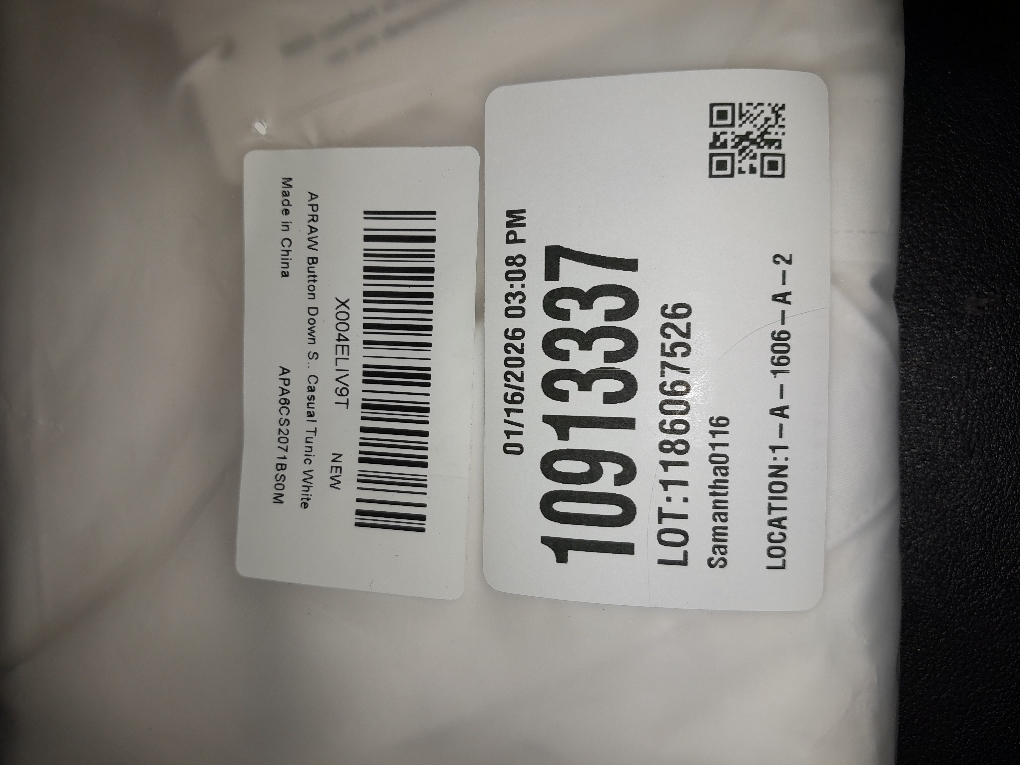 X004ELIV9T NEW
APRAW Button Down S.. Casual Tunic White
Made in China APA6CS2071BS0M
01/16/2026 03:08 PM
10913337
LOT:1186067526
Samantha0116
LOCATION:1-A-1606-A-2